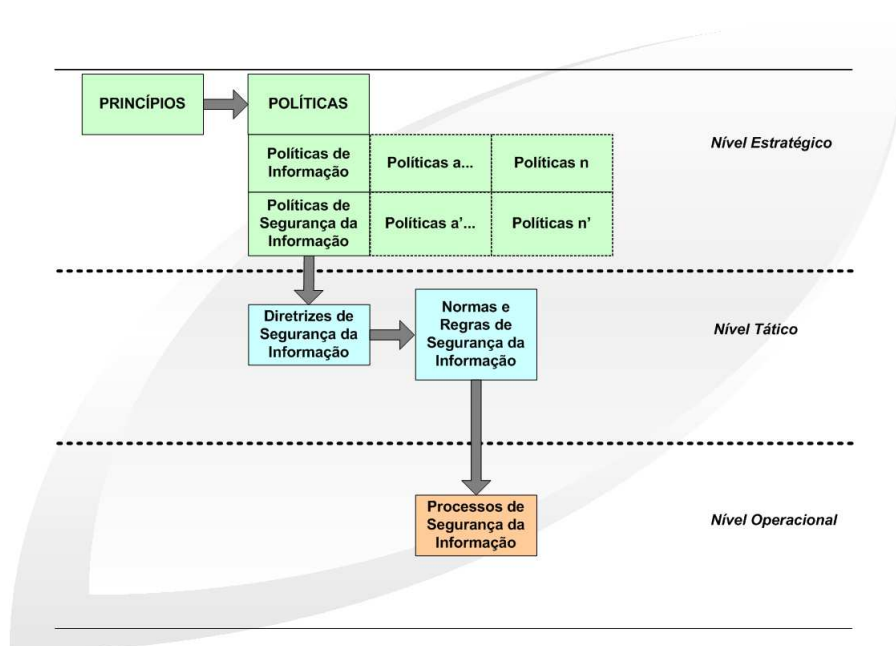 PRINCÍPIOS
POLÍTICAS
Nível Estratégico
Políticas de
Informação
Políticas a...
Políticas n
Políticas de
Segurança da
Informação
Políticas a'...
Políticas n'
Diretrizes de
Segurança da
Informação
Normas e
Regras de
Segurança da
Informação
Nível Tático
Processos de
Segurança da
Informação
Nível Operacional